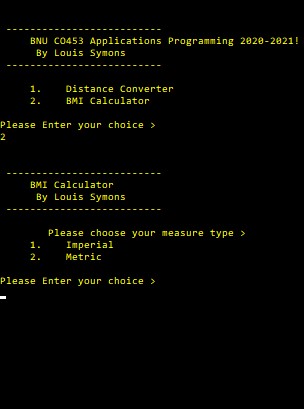 --------------------------
BNU CO453 Applications Programming 2020-2021!
By Louis Symons
--------------------------
1. Distance Converter
2. BMI Calculator
Please Enter your choice >
2
--------------------------
BMI Calculator
By Louis Symons
--------------------------
Please choose your measure type >
1. Imperial
2. Metric
Please Enter your choice >